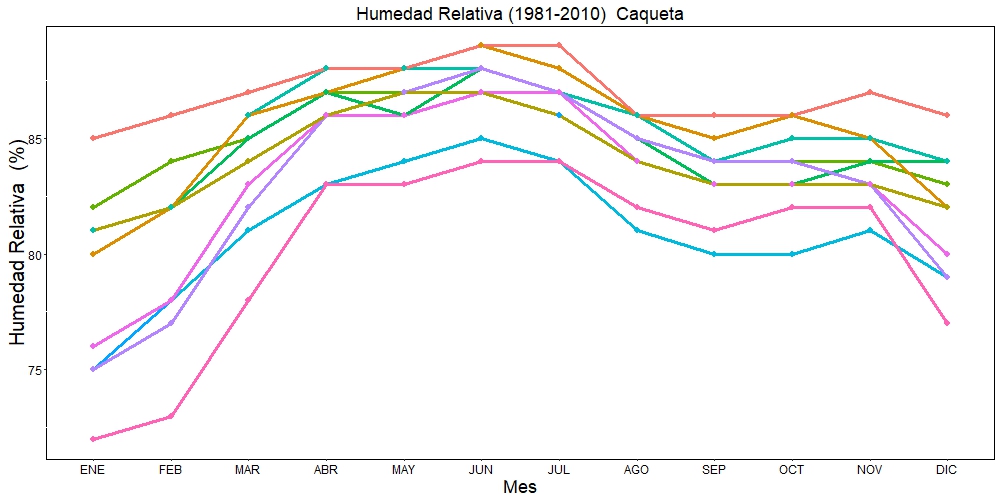 Humedad Relativa (1981-2010)  Caqueta
Humedad Relativa  (%)
85
80
75
ENE FEB MAR ABR MAY JUN JUL AGO SEP OCT NOV DIC
Mes